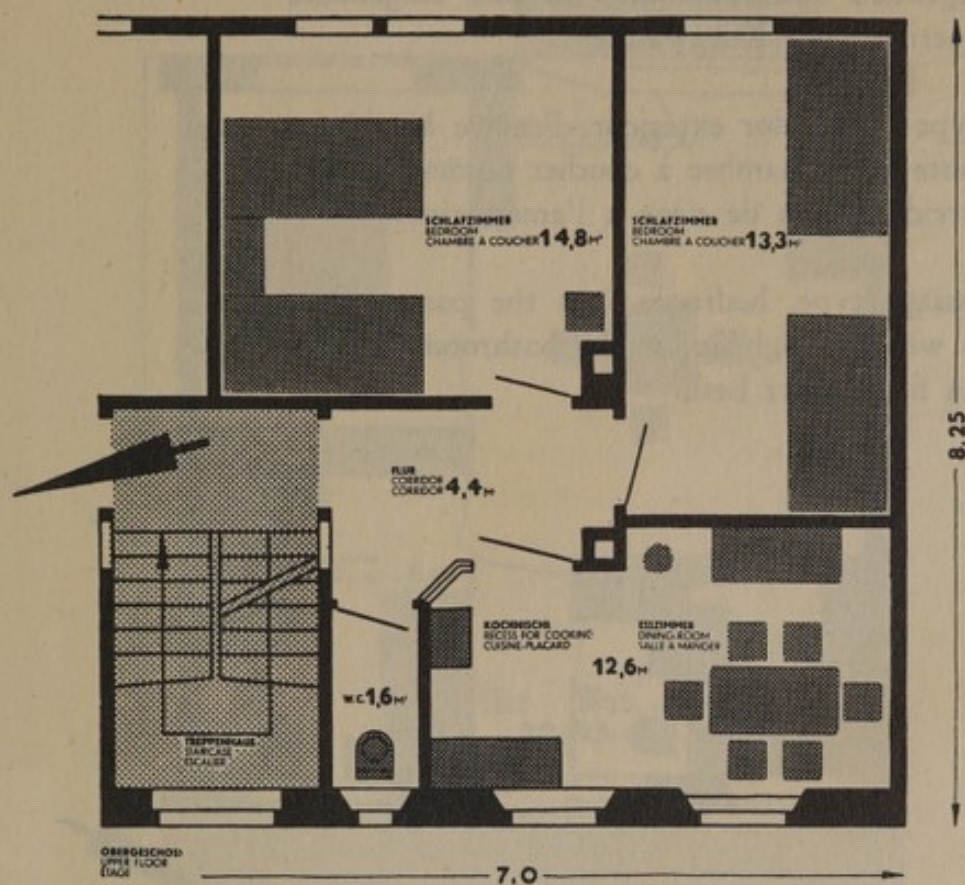 SCHLAFZIMMER
BEDROOM
CHAMBRE A COUCHER 14,8 M²
SCHLAFZIMMER
BEDROOM
CHAMBRE A COUCHER 13,3 M²
8.25
FLUR
CORRIDOR
CORRIDOR 4,4 M²
KOCHNISCHE
RECESS FOR COOKING
CUISINE-PLACARD
ESSZIMMER
DINING-ROOM
SALLE A MANGER
12,6 M²
W.C. 1,6 M²
TREPPENHAUS
STAIRCASE
ESCALIER
OBERGESCHOSS
UPPER FLOOR
ETAGE
7.0